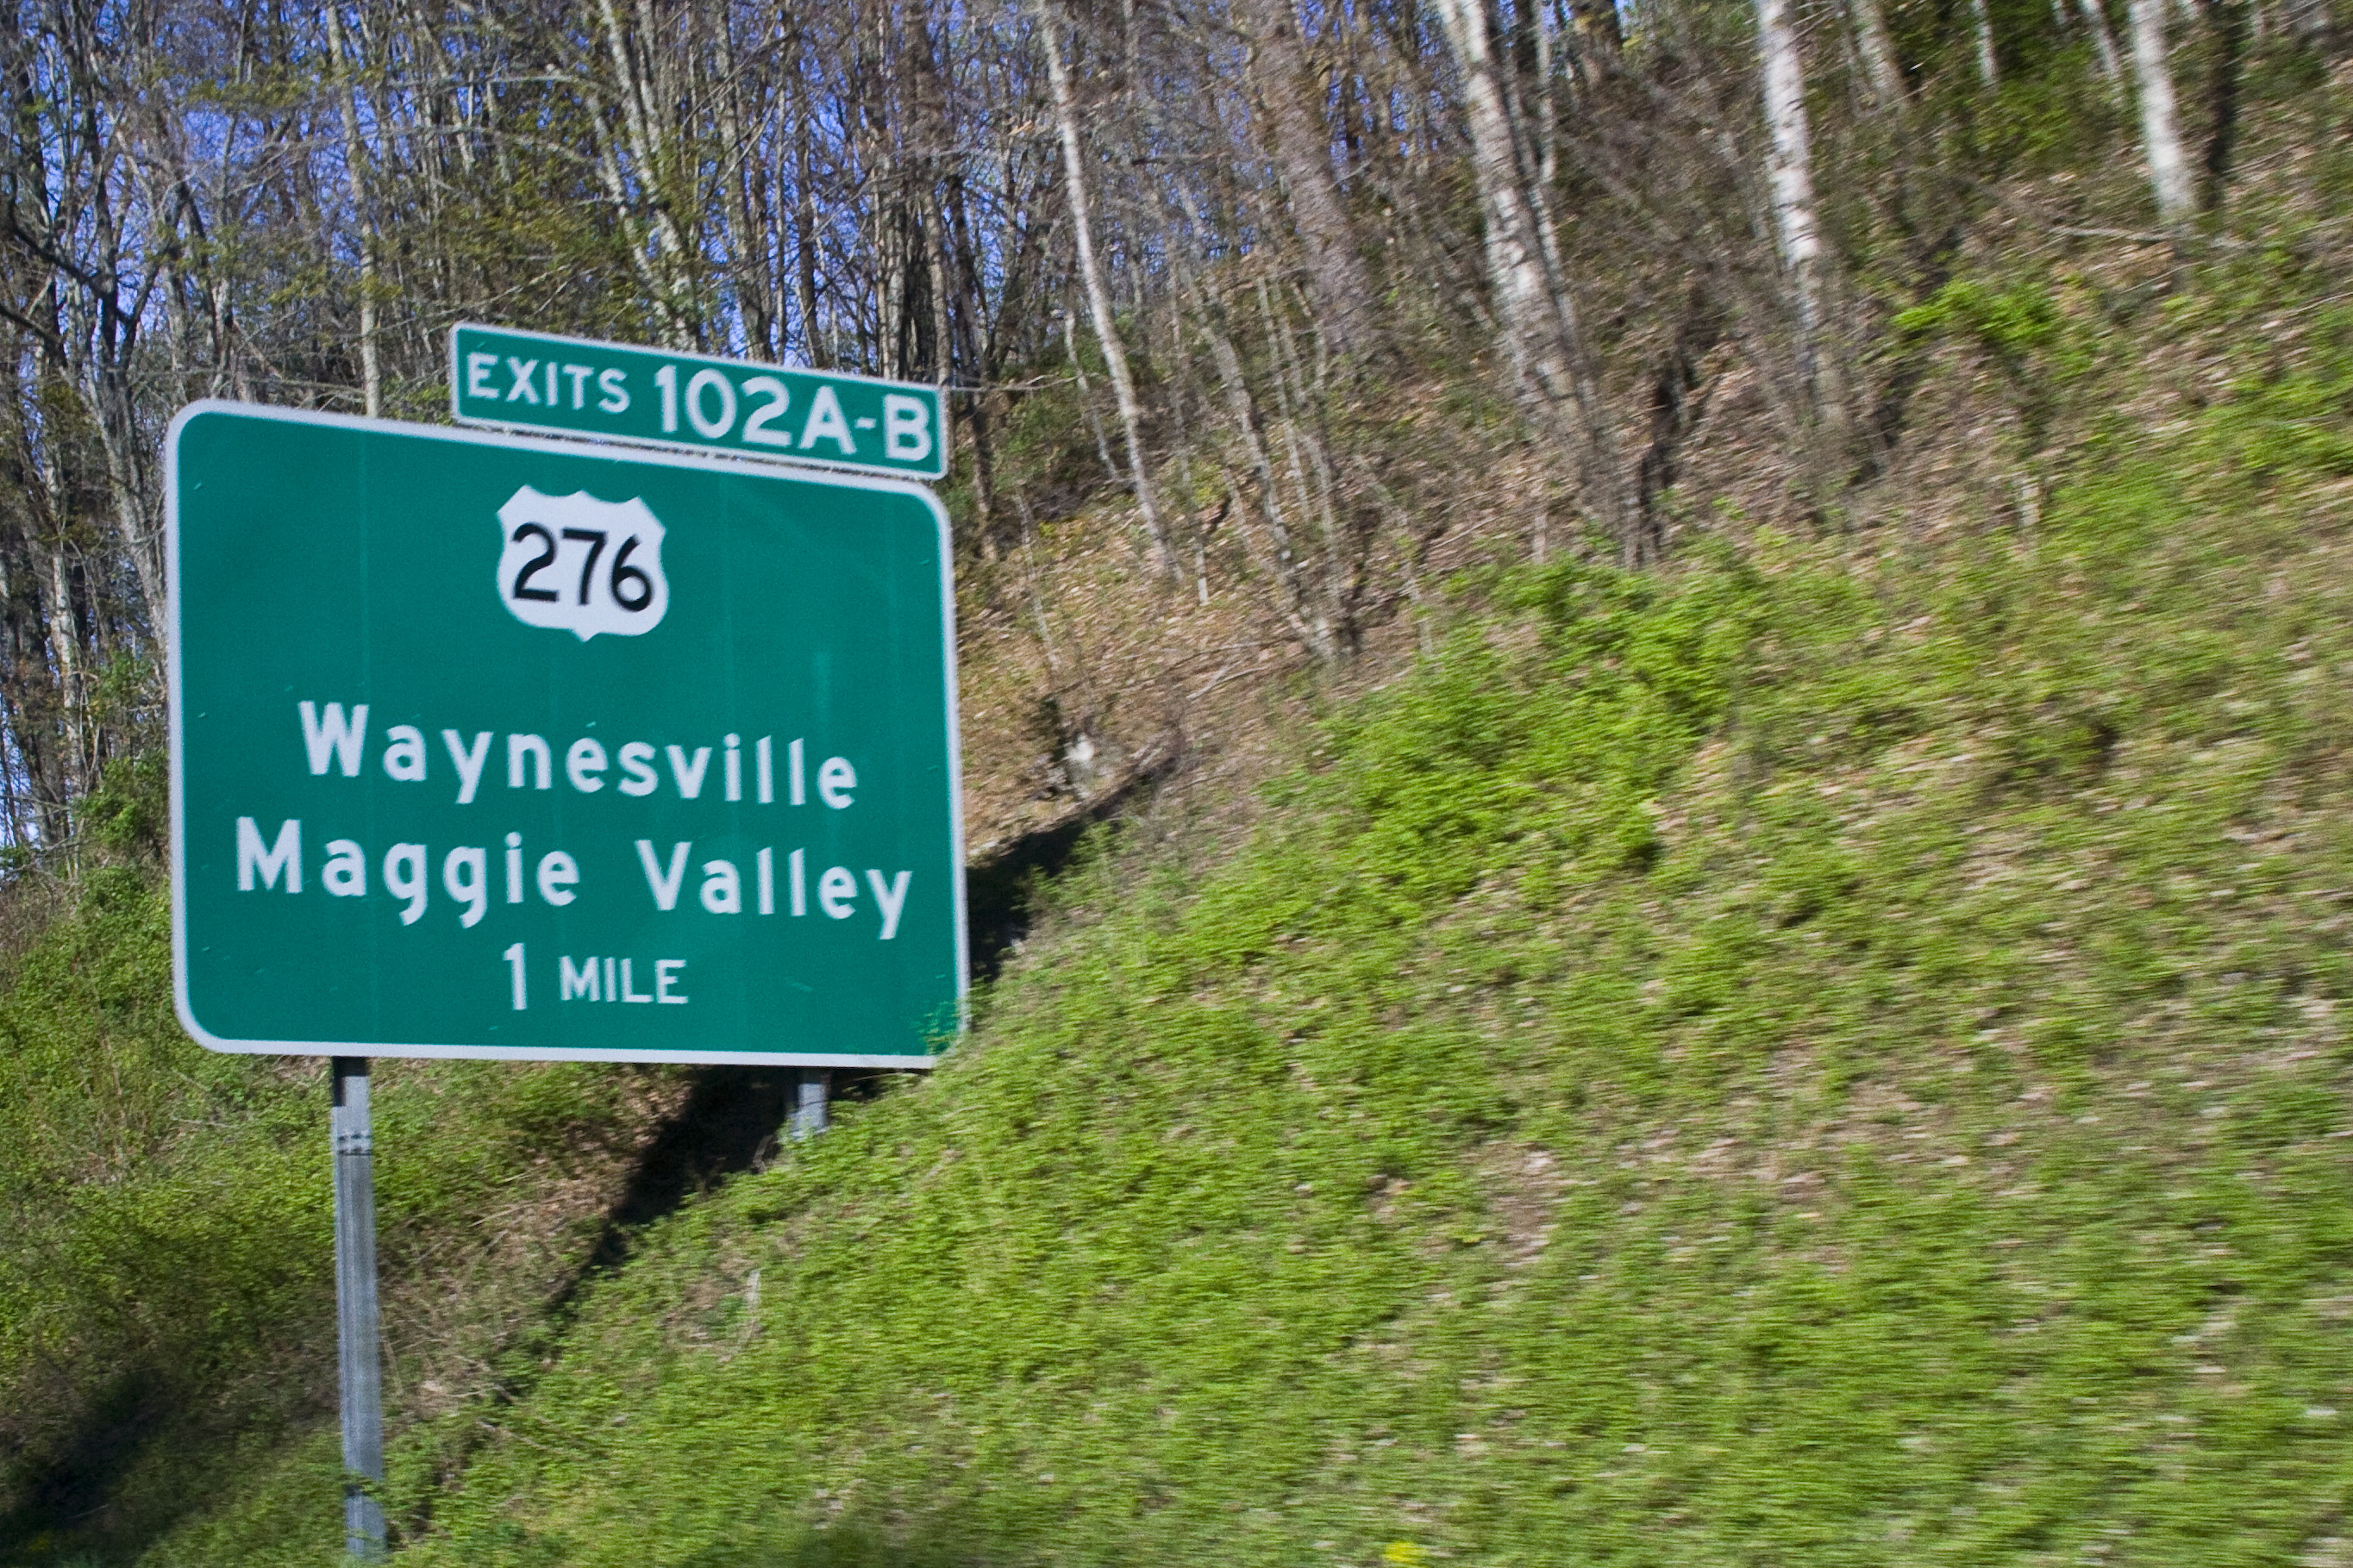 EXITS 102A-B
276
Waynesville
Maggie Valley
1 MILE